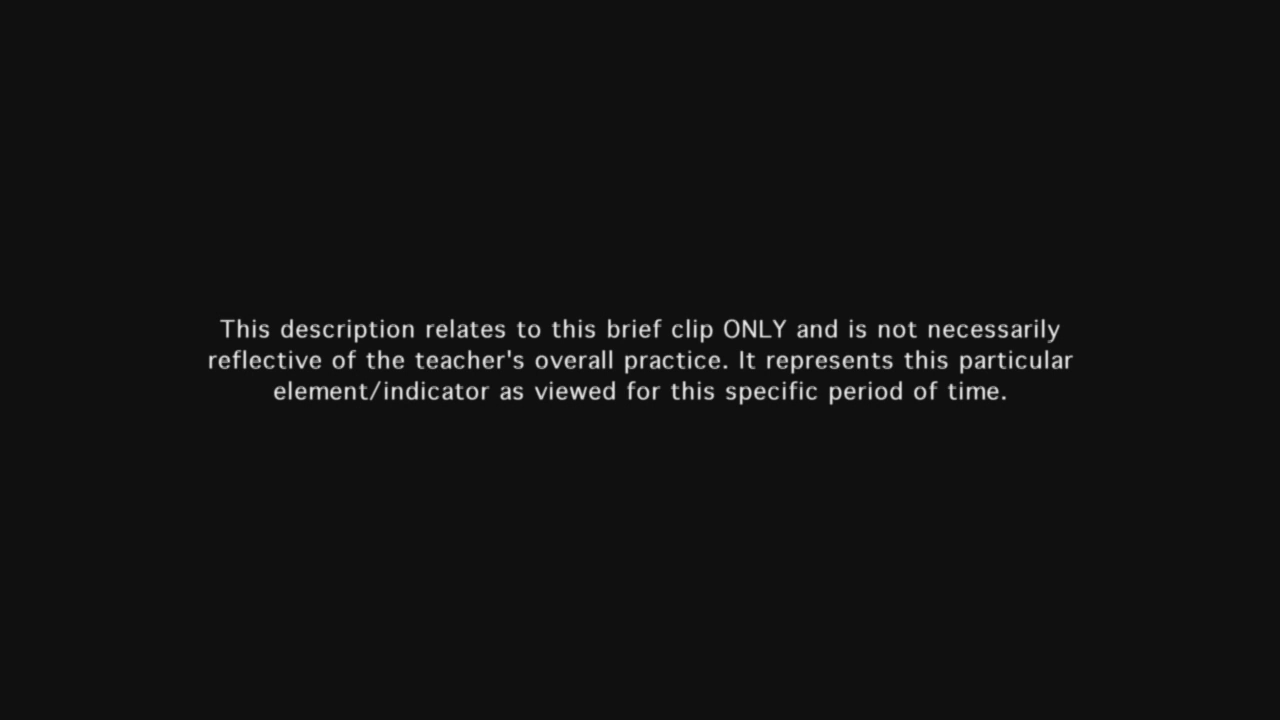 This description relates to this brief clip ONLY and is not necessarily
reflective of the teacher's overall practice. It represents this particular
element/indicator as viewed for this specific period of time.